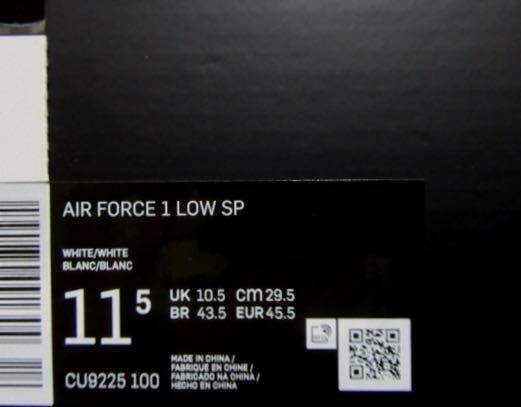 AIR FORCE 1 LOW SP
WHITE/WHITE
BLANC/BLANC
11 5
UK 10.5 CM 29.5
BR 43.5 EUR 45.5
CU9225 100
MADE IN CHINA /
FABRIQUE EN CHINE /
FABRICADO NA CHINA /
HECHO EN CHINA